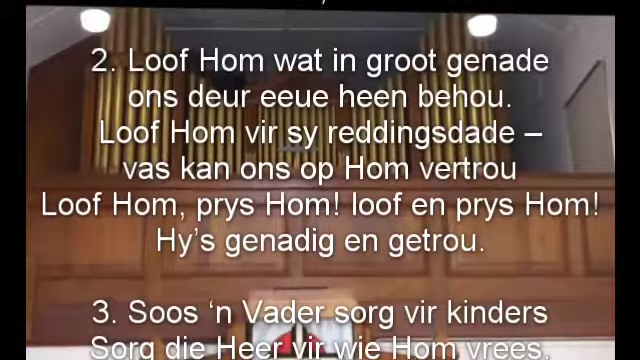 2. Loof Hom wat in groot genade
ons deur eeue heen behou.
Loof Hom vir sy reddingsdade –
vas kan ons op Hom vertrou
Loof Hom, prys Hom! loof en prys Hom!
Hy’s genadig en getrou.
3. Soos ‘n Vader sorg vir kinders
Sorg die Heer vir wie Hom vrees